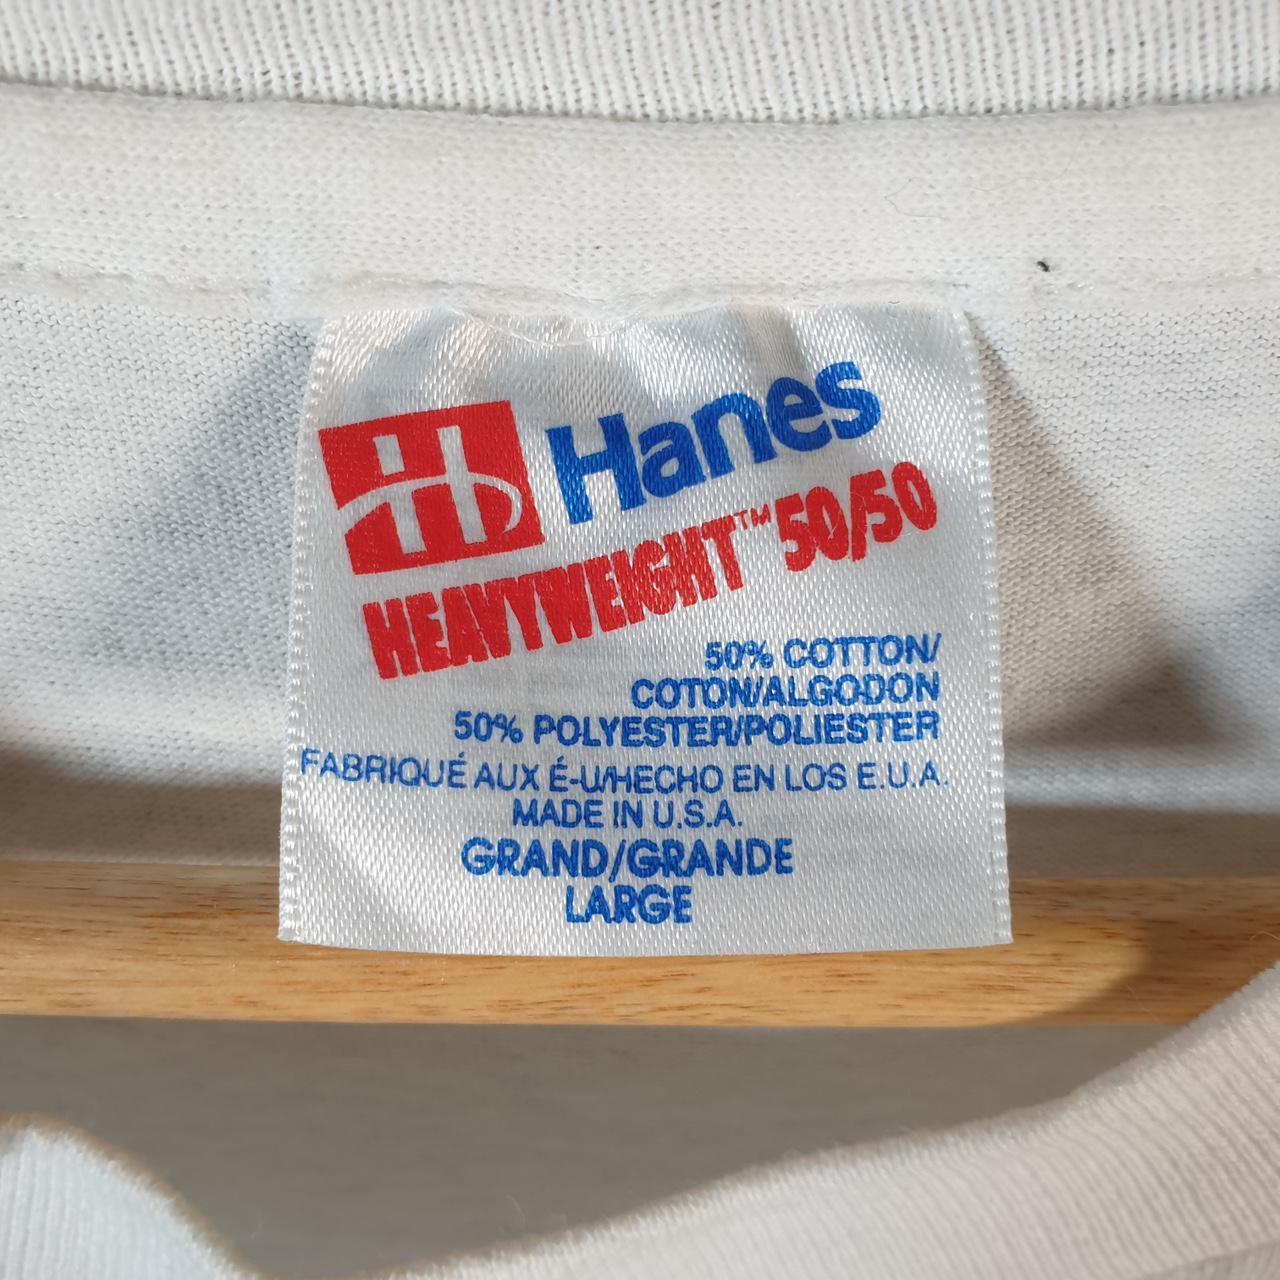 Hanes
HEAVYWEIGHT™ 50/50
50% COTTON/
COTON/ALGODON
50% POLYESTER/POLIESTER
FABRIQUÉ AUX É-U/HECHO EN LOS E.U.A.
MADE IN U.S.A.
GRAND/GRANDE
LARGE